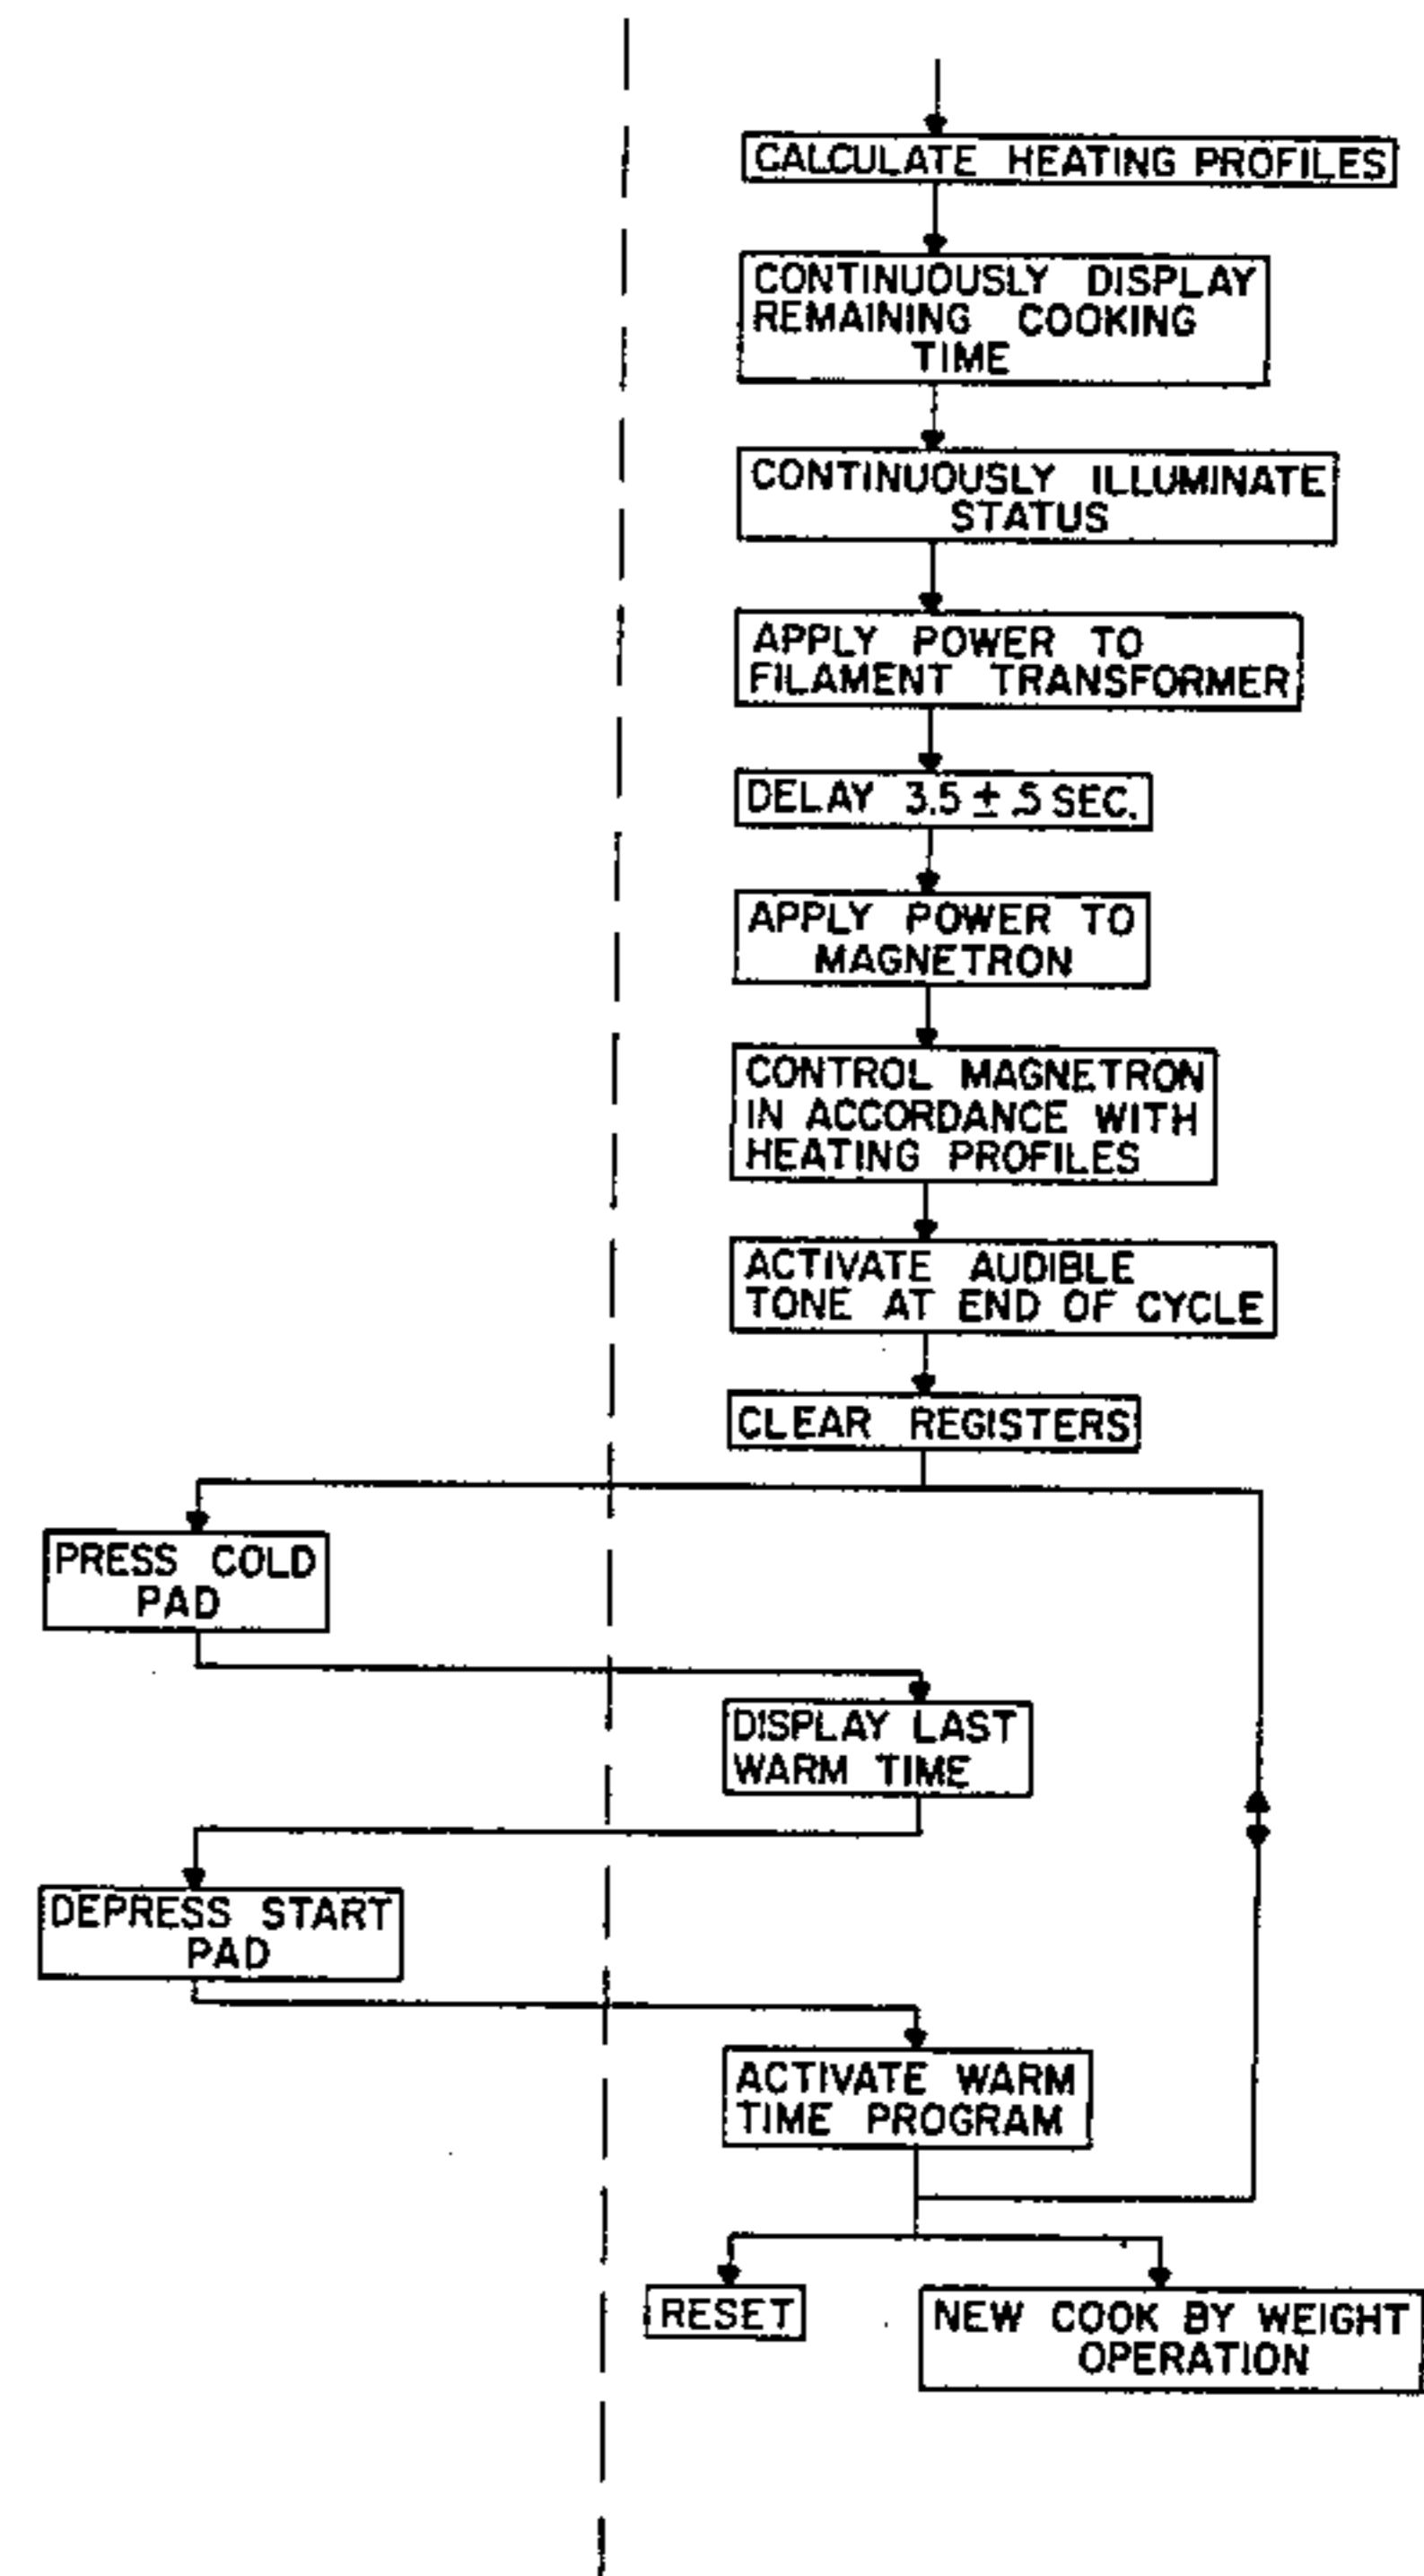 CALCULATE HEATING PROFILES
CONTINUOUSLY DISPLAY
REMAINING COOKING
TIME
CONTINUOUSLY ILLUMINATE
STATUS
APPLY POWER TO
FILAMENT TRANSFORMER
DELAY 3.5 ± .5 SEC.
APPLY POWER TO
MAGNETRON
CONTROL MAGNETRON
IN ACCORDANCE WITH
HEATING PROFILES
ACTIVATE AUDIBLE
TONE AT END OF CYCLE
CLEAR REGISTERS
PRESS COLD
PAD
DISPLAY LAST
WARM TIME
DEPRESS START
PAD
ACTIVATE WARM
TIME PROGRAM
RESET
NEW COOK BY WEIGHT
OPERATION